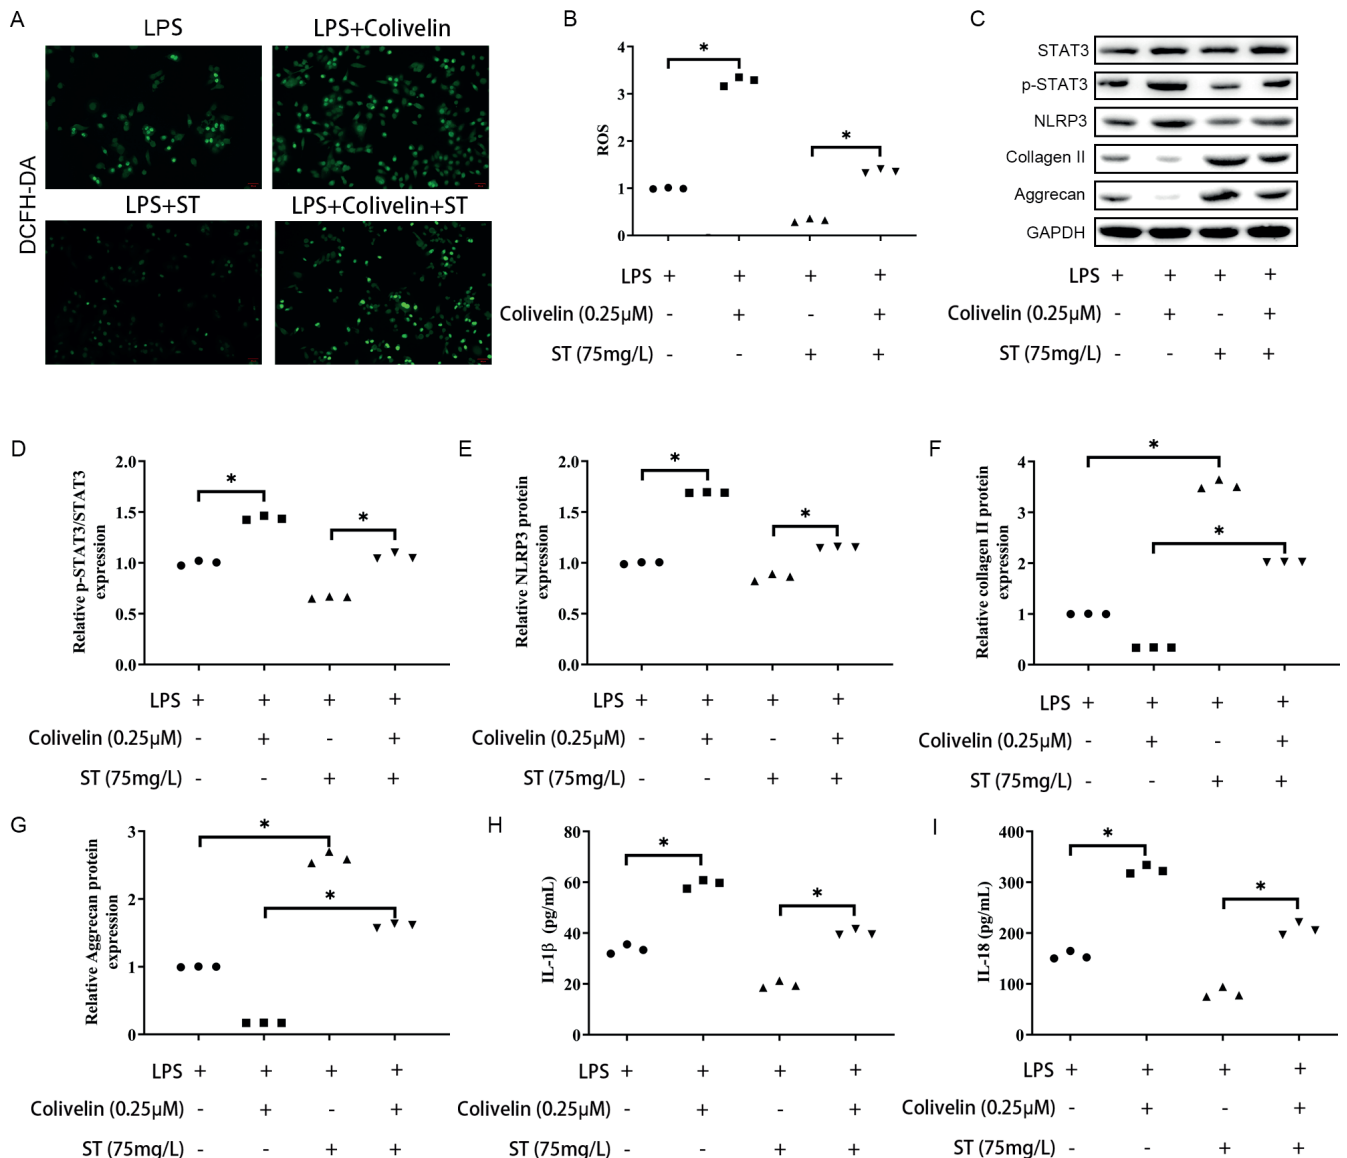 A
LPS
LPS+Colivelin
LPS+ST
LPS+Colivelin+ST
DCFH-DA
B
*
*
ROS
4
3
2
1
0
LPS + + + +
Colivelin (0.25μM) - + - +
ST (75mg/L) - - + +
C
STAT3
p-STAT3
NLRP3
Collagen II
Aggrecan
GAPDH
LPS + + + +
Colivelin (0.25μM) - + - +
ST (75mg/L) - - + +
D
*
*
Relative p-STAT3/STAT3
expression
2.0
1.5
1.0
0.5
0.0
LPS + + + +
Colivelin (0.25μM) - + - +
ST (75mg/L) - - + +
E
*
*
Relative NLRP3 protein
expression
2.0
1.5
1.0
0.5
0.0
LPS + + + +
Colivelin (0.25μM) - + - +
ST (75mg/L) - - + +
F
*
*
Relative collagen II protein
expression
4
3
2
1
0
LPS + + + +
Colivelin (0.25μM) - + - +
ST (75mg/L) - - + +
G
*
*
Relative Aggrecan protein
expression
3
2
1
0
LPS + + + +
Colivelin (0.25μM) - + - +
ST (75mg/L) - - + +
H
*
*
IL-1β (pg/mL)
80
60
40
20
0
LPS + + + +
Colivelin (0.25μM) - + - +
ST (75mg/L) - - + +
I
*
*
IL-18 (pg/mL)
400
300
200
100
0
LPS + + + +
Colivelin (0.25μM) - + - +
ST (75mg/L) - - + +